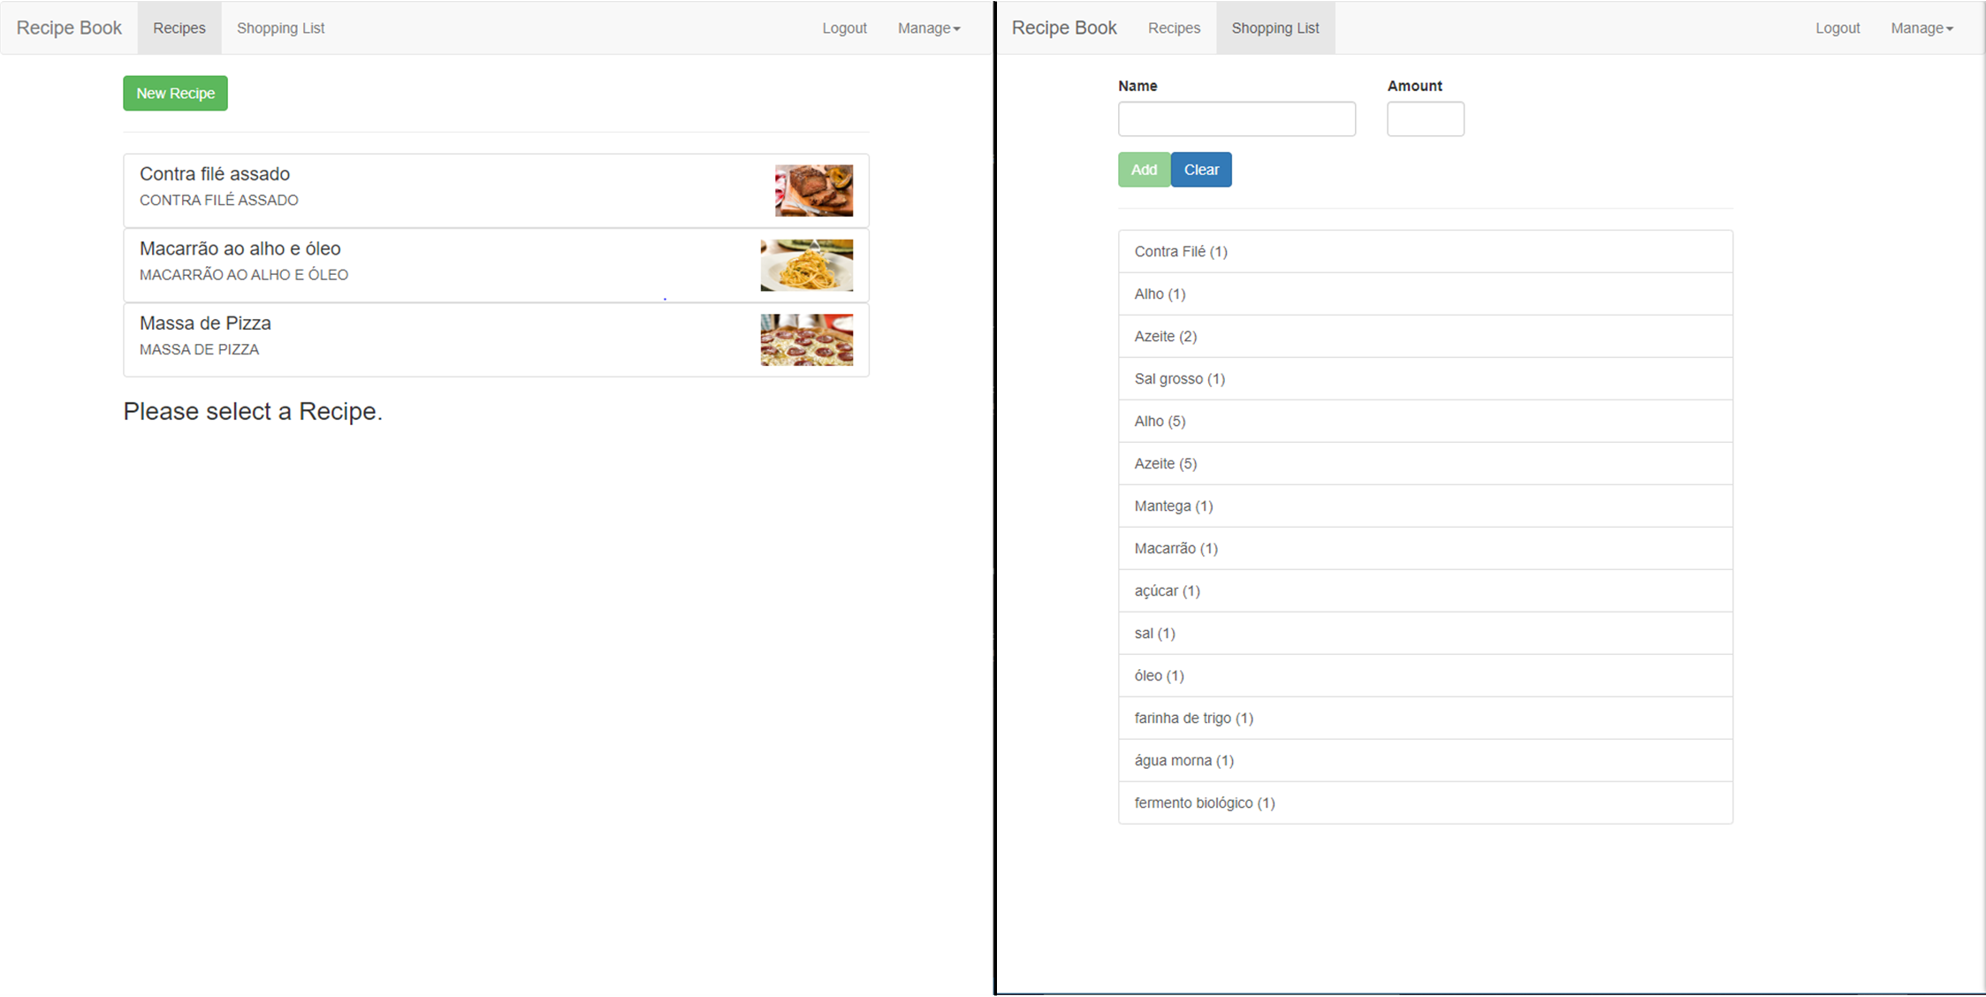 Recipe Book Recipes Shopping List Logout Manage
New Recipe
Contra filé assado
CONTRA FILÉ ASSADO
Macarrão ao alho e óleo
MACARRÃO AO ALHO E ÓLEO
Massa de Pizza
MASSA DE PIZZA
Please select a Recipe.
Recipe Book Recipes Shopping List Logout Manage
Name Amount
Add Clear
Contra Filé (1)
Alho (1)
Azeite (2)
Sal grosso (1)
Alho (5)
Azeite (5)
Mantega (1)
Macarrão (1)
açúcar (1)
sal (1)
óleo (1)
farinha de trigo (1)
água morna (1)
fermento biológico (1)